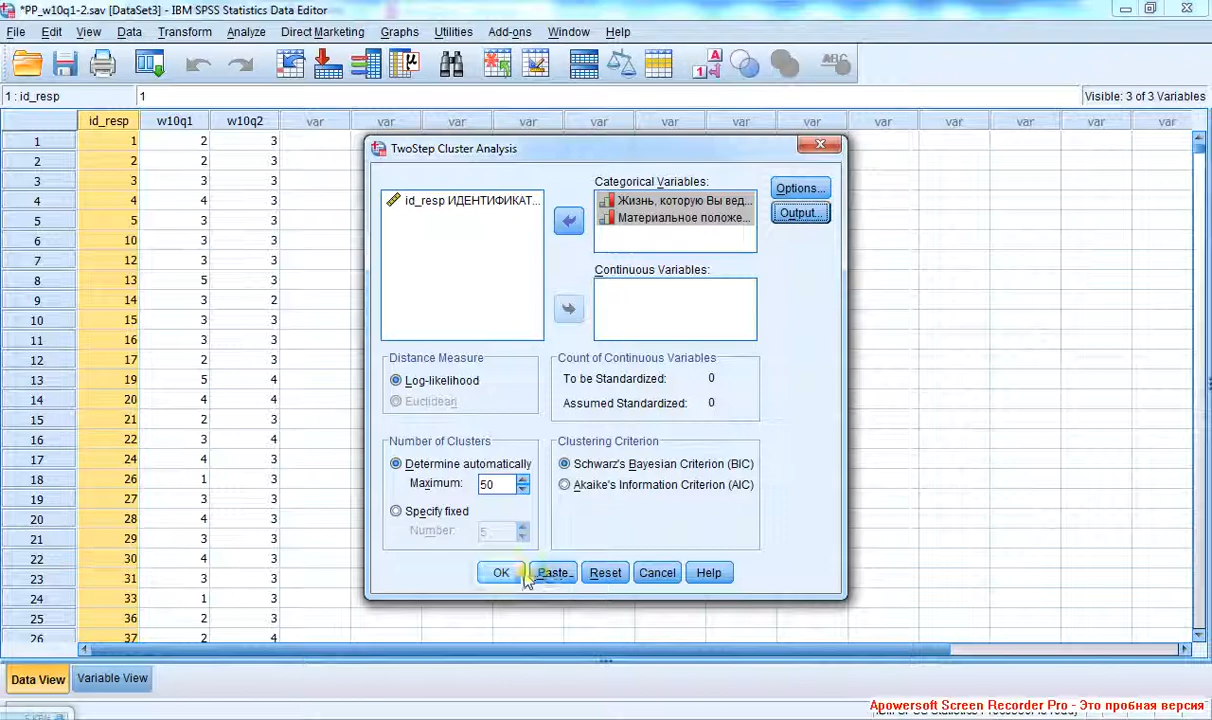 *PP_w10q1-2.sav [DataSet3] - IBM SPSS Statistics Data Editor
File Edit View Data Transform Analyze Direct Marketing Graphs Utilities Add-ons Window Help
1 : id_resp 1 Visible: 3 of 3 Variables
id_resp w10q1 w10q2 var var var var var var var var var var var var var
1 1 2 3
2 2 2 3
3 3 3 3
4 4 4 3
5 5 3 3
6 10 3 3
7 12 3 3
8 13 5 3
9 14 3 2
10 15 3 3
11 16 3 3
12 17 2 3
13 19 5 4
14 20 4 4
15 21 2 3
16 22 3 4
17 24 4 3
18 26 1 3
19 27 3 3
20 28 4 3
21 29 3 3
22 30 4 3
23 31 3 3
24 33 1 3
25 36 2 3
26 37 2 4
TwoStep Cluster Analysis
id_resp ИДЕНТИФИКАТ...
Categorical Variables:
Жизнь, которую Вы вед...
Материальное положе...
Options...
Output...
Continuous Variables:
Distance Measure
Log-likelihood
Euclidean
Count of Continuous Variables
To be Standardized: 0
Assumed Standardized: 0
Number of Clusters
Determine automatically
Maximum: 50
Specify fixed
Number: 5
Clustering Criterion
Schwarz's Bayesian Criterion (BIC)
Akaike's Information Criterion (AIC)
OK Paste Reset Cancel Help
Data View Variable View
Apowersoft Screen Recorder Pro - Это пробная версия